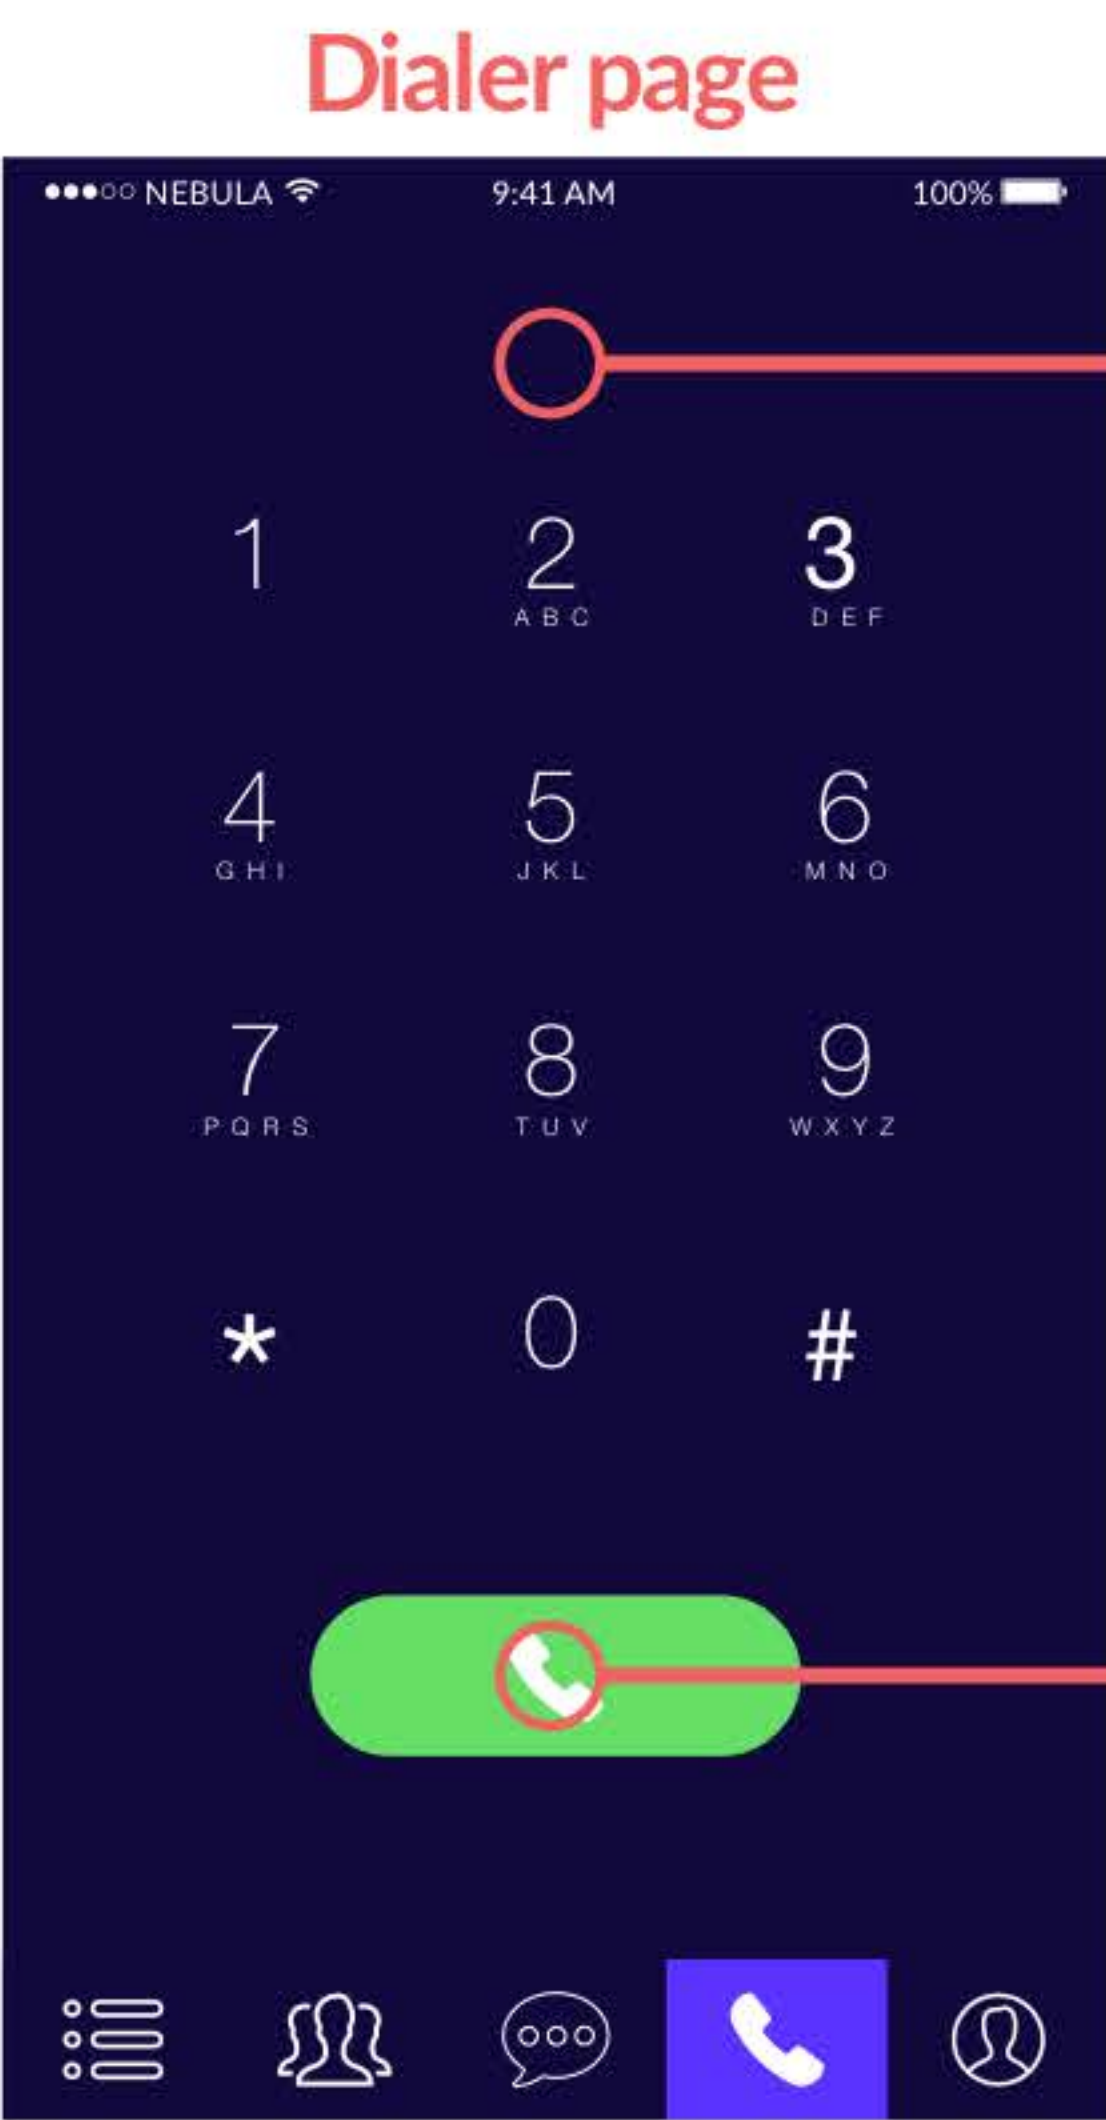 Dialer page
NEBULA 9:41 AM 100%
1 2 3
ABC DEF
4 5 6
GHI JKL MNO
7 8 9
PQRS TUV WXYZ
* 0 #